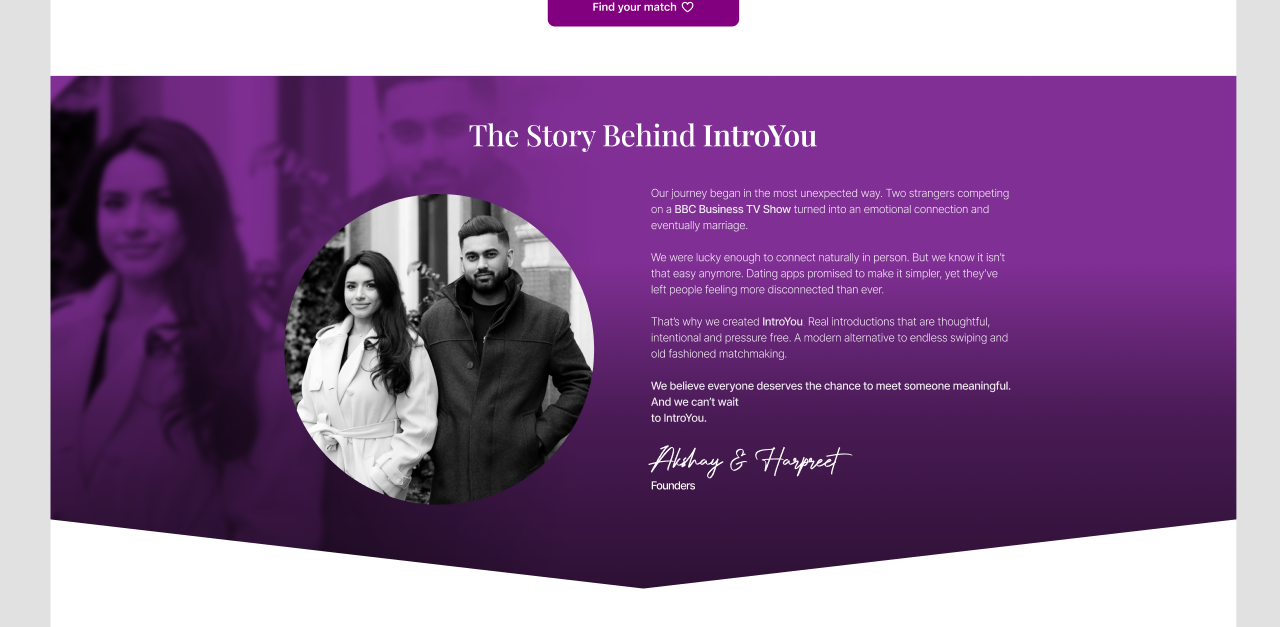 Find your match
The Story Behind IntroYou
Our journey began in the most unexpected way. Two strangers competing
on a BBC Business TV Show turned into an emotional connection and
eventually marriage.
We were lucky enough to connect naturally in person. But we know it isn't
that easy anymore. Dating apps promised to make it simpler, yet they've
left people feeling more disconnected than ever.
That's why we created IntroYou  Real introductions that are thoughtful,
intentional and pressure free. A modern alternative to endless swiping and
old fashioned matchmaking.
We believe everyone deserves the chance to meet someone meaningful.
And we can't wait
to IntroYou.
Akshay & Harpreet
Founders